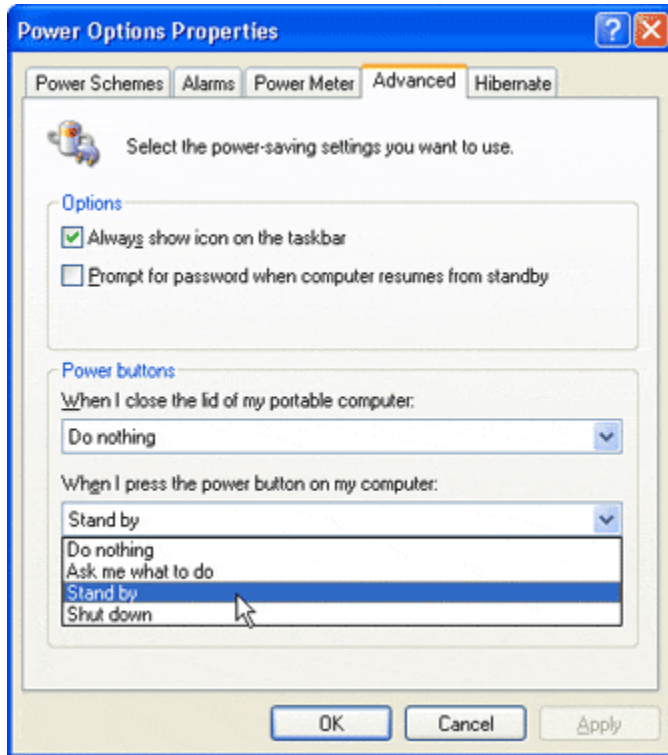 Power Options Properties
Power Schemes Alarms Power Meter Advanced Hibernate
Select the power-saving settings you want to use.
Options
Always show icon on the taskbar
Prompt for password when computer resumes from standby
Power buttons
When I close the lid of my portable computer:
Do nothing
When I press the power button on my computer:
Stand by
Do nothing
Ask me what to do
Stand by
Shut down
OK Cancel Apply